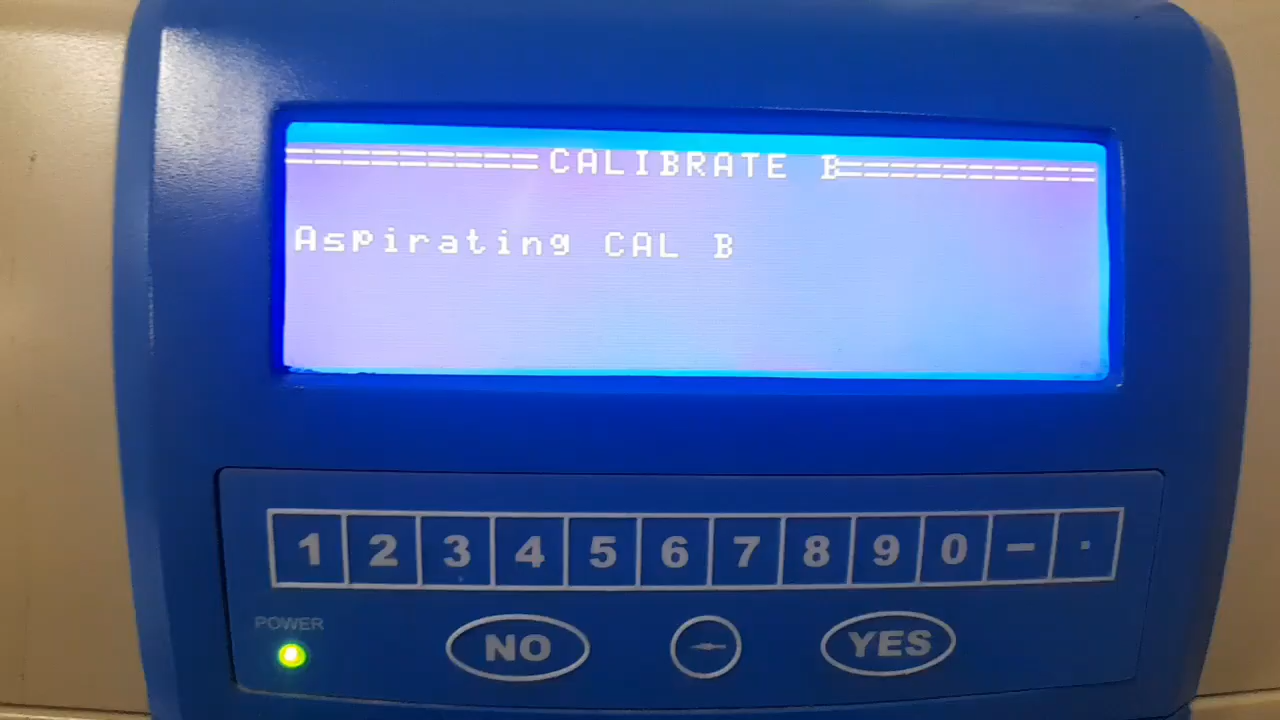 =========CALIBRATE B=========
Aspirating CAL B
1 2 3 4 5 6 7 8 9 0 - .
POWER
NO ← YES